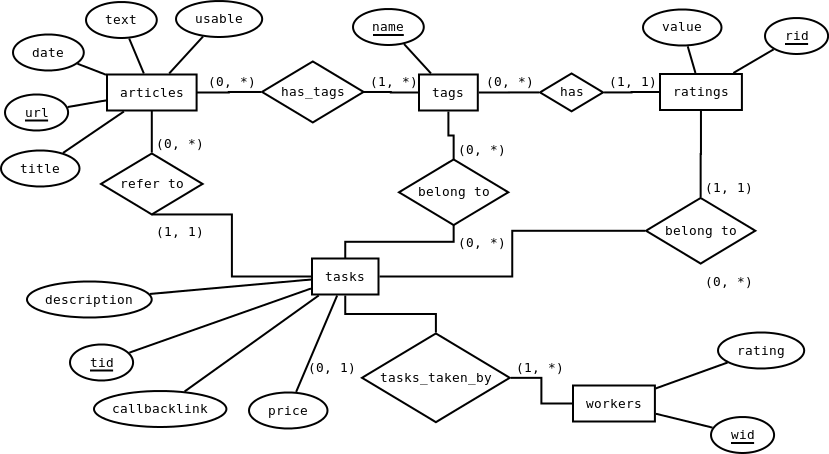 text
usable
name
value
rid
date
(0, *)
(1, *)
(0, *)
(1, 1)
articles
has_tags
tags
has
ratings
url
title
(0, *)
(0, *)
refer to
belong to
(1, 1)
belong to
(1, 1)
(0, *)
tasks
(0, *)
description
tid
rating
(0, 1)
(1, *)
tasks_taken_by
callbacklink
price
workers
wid